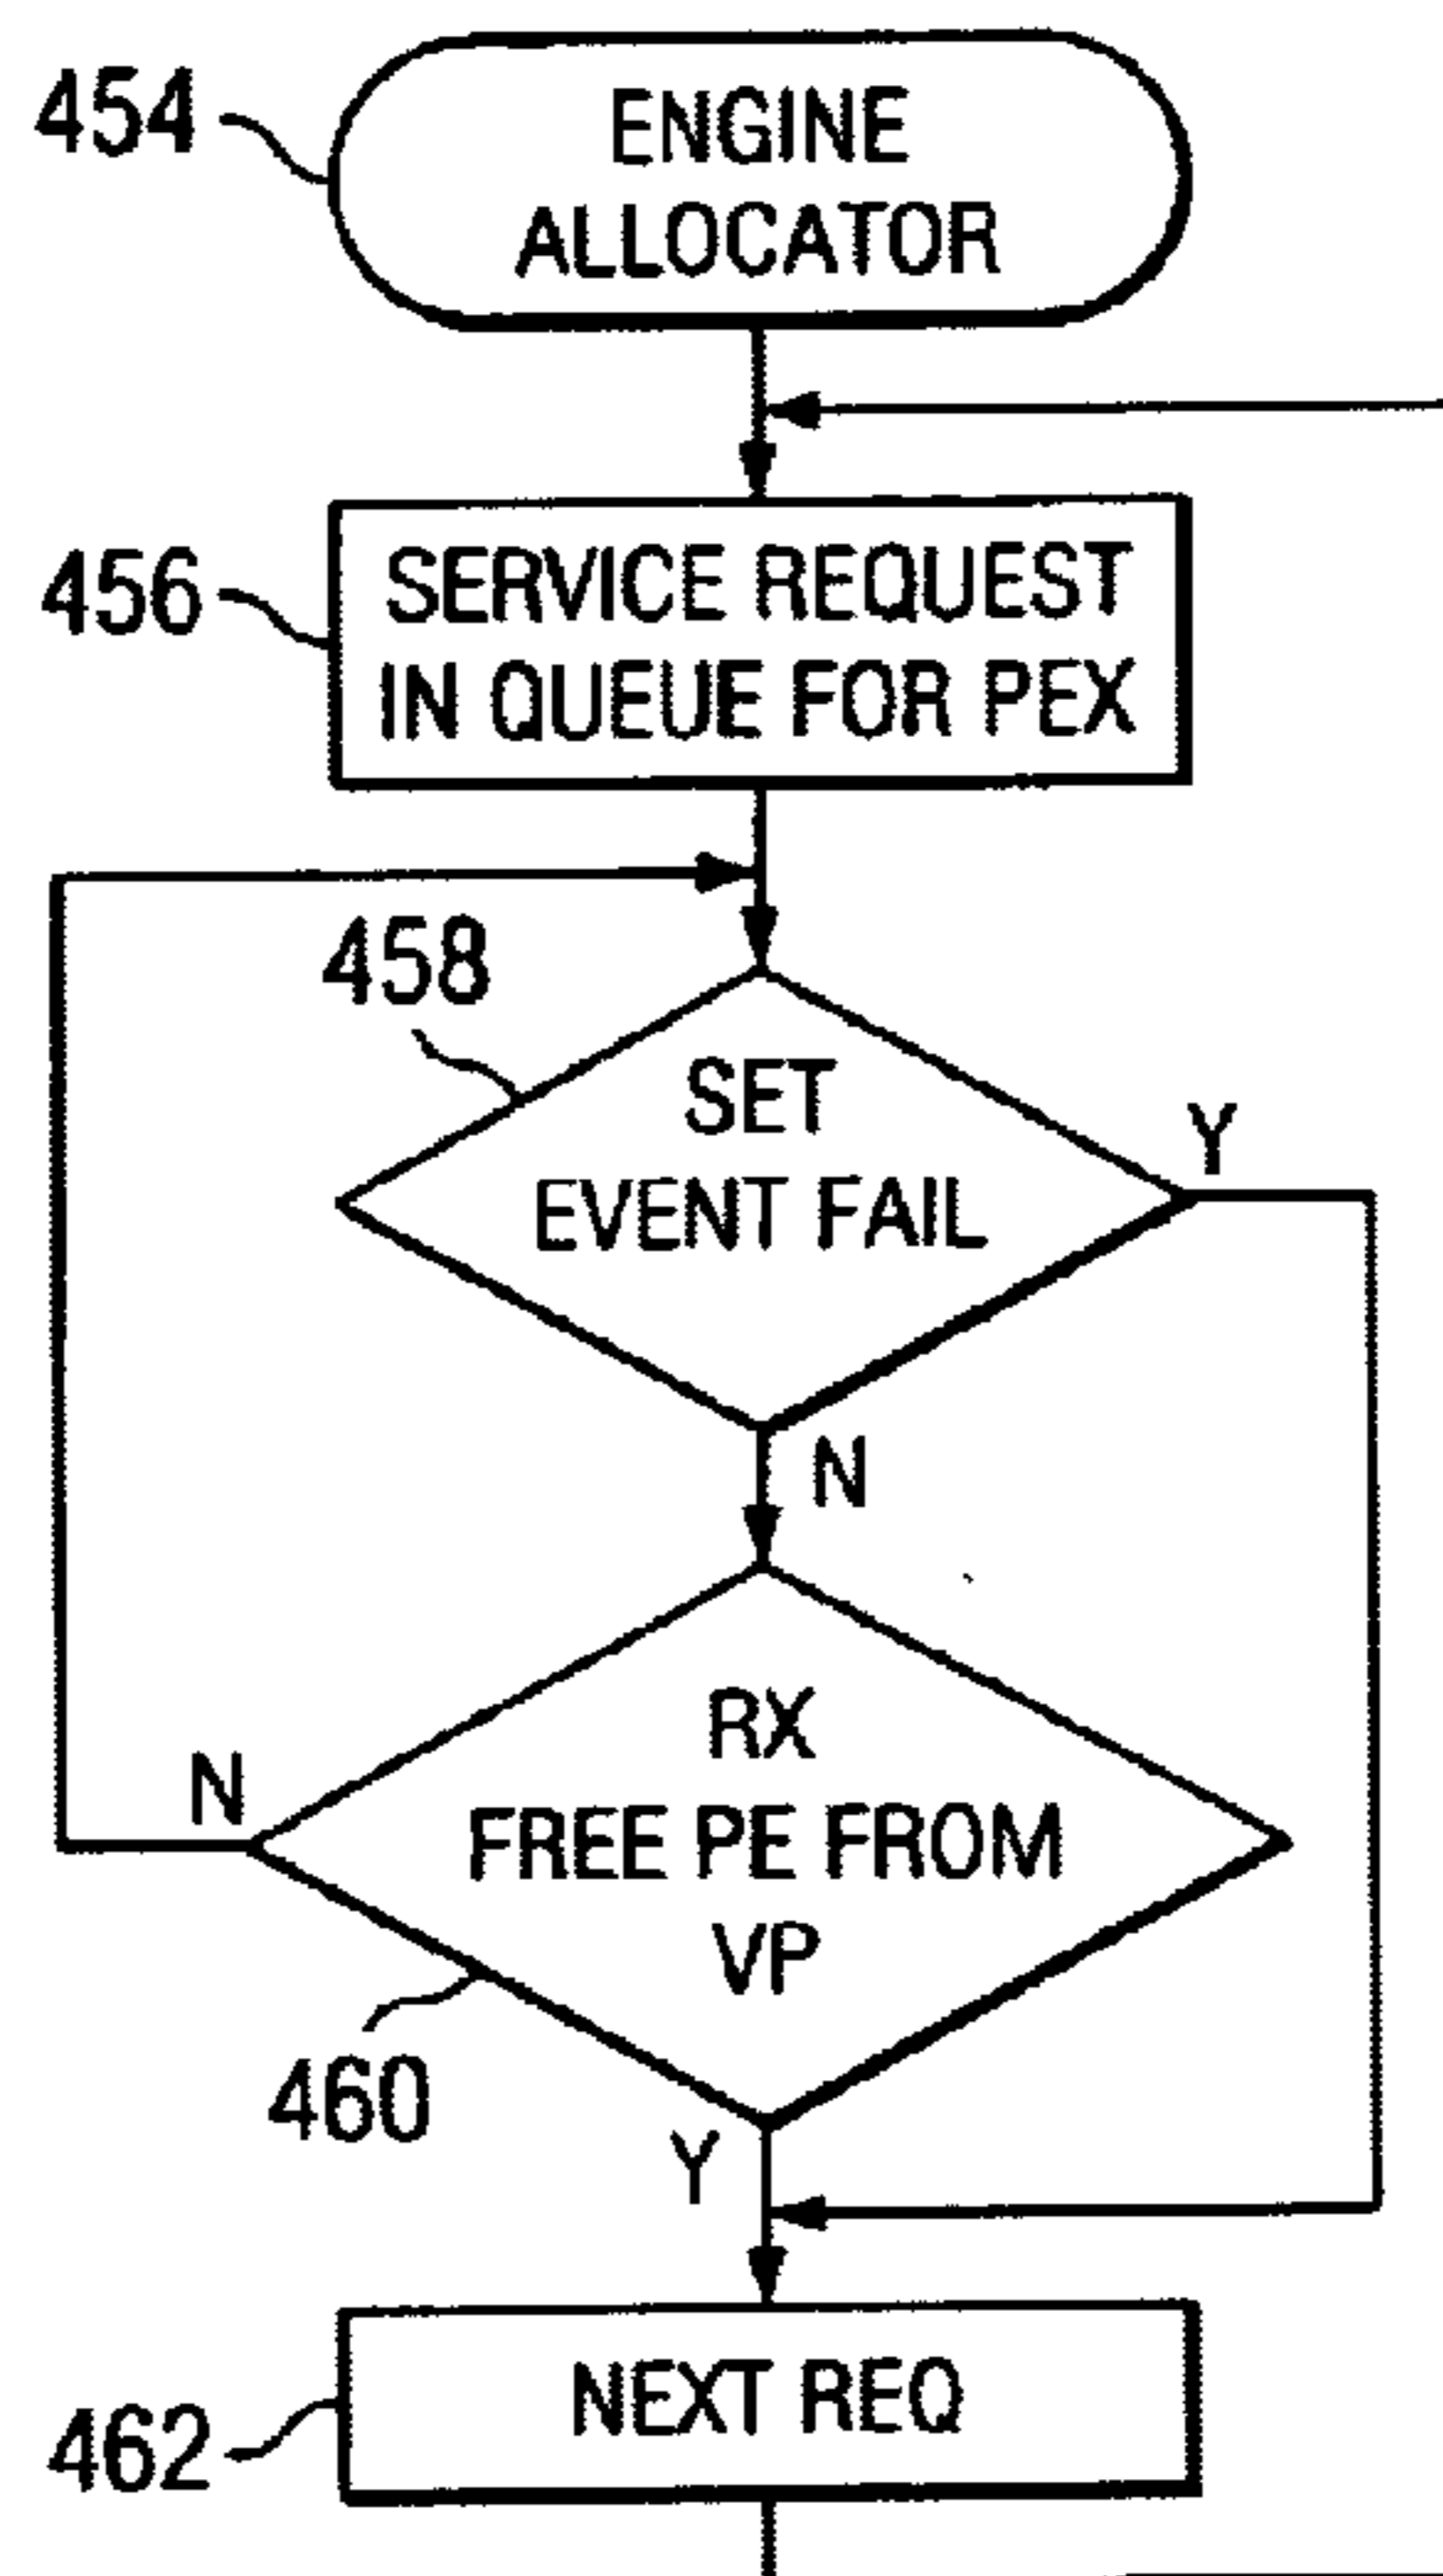 454
ENGINE
ALLOCATOR
456
SERVICE REQUEST
IN QUEUE FOR PEX
458
SET
EVENT FAIL
Y
N
RX
FREE PE FROM
VP
N
460
Y
NEXT REQ
462